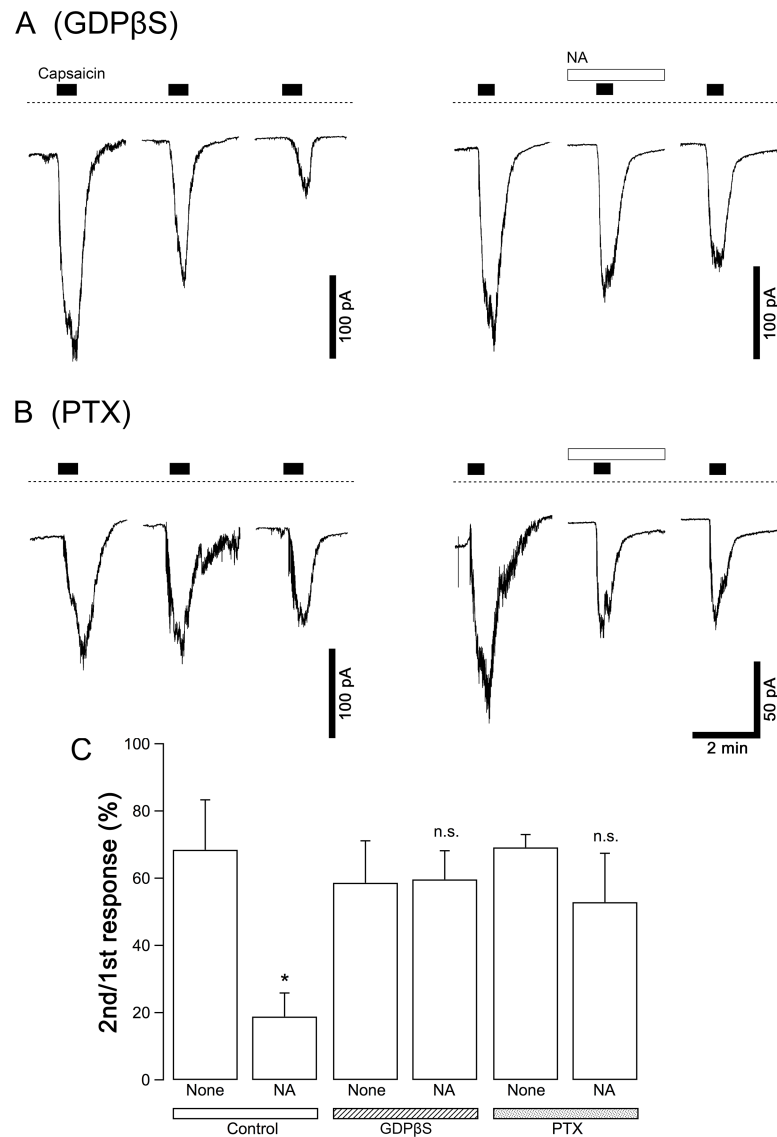 A (GDPβS)
Capsaicin
NA
100 pA
100 pA
B (PTX)
100 pA
50 pA
2 min
C
2nd/1st response (%)
100
80
60
40
20
0
*
n.s.
n.s.
None
NA
None
NA
None
NA
Control
GDPβS
PTX